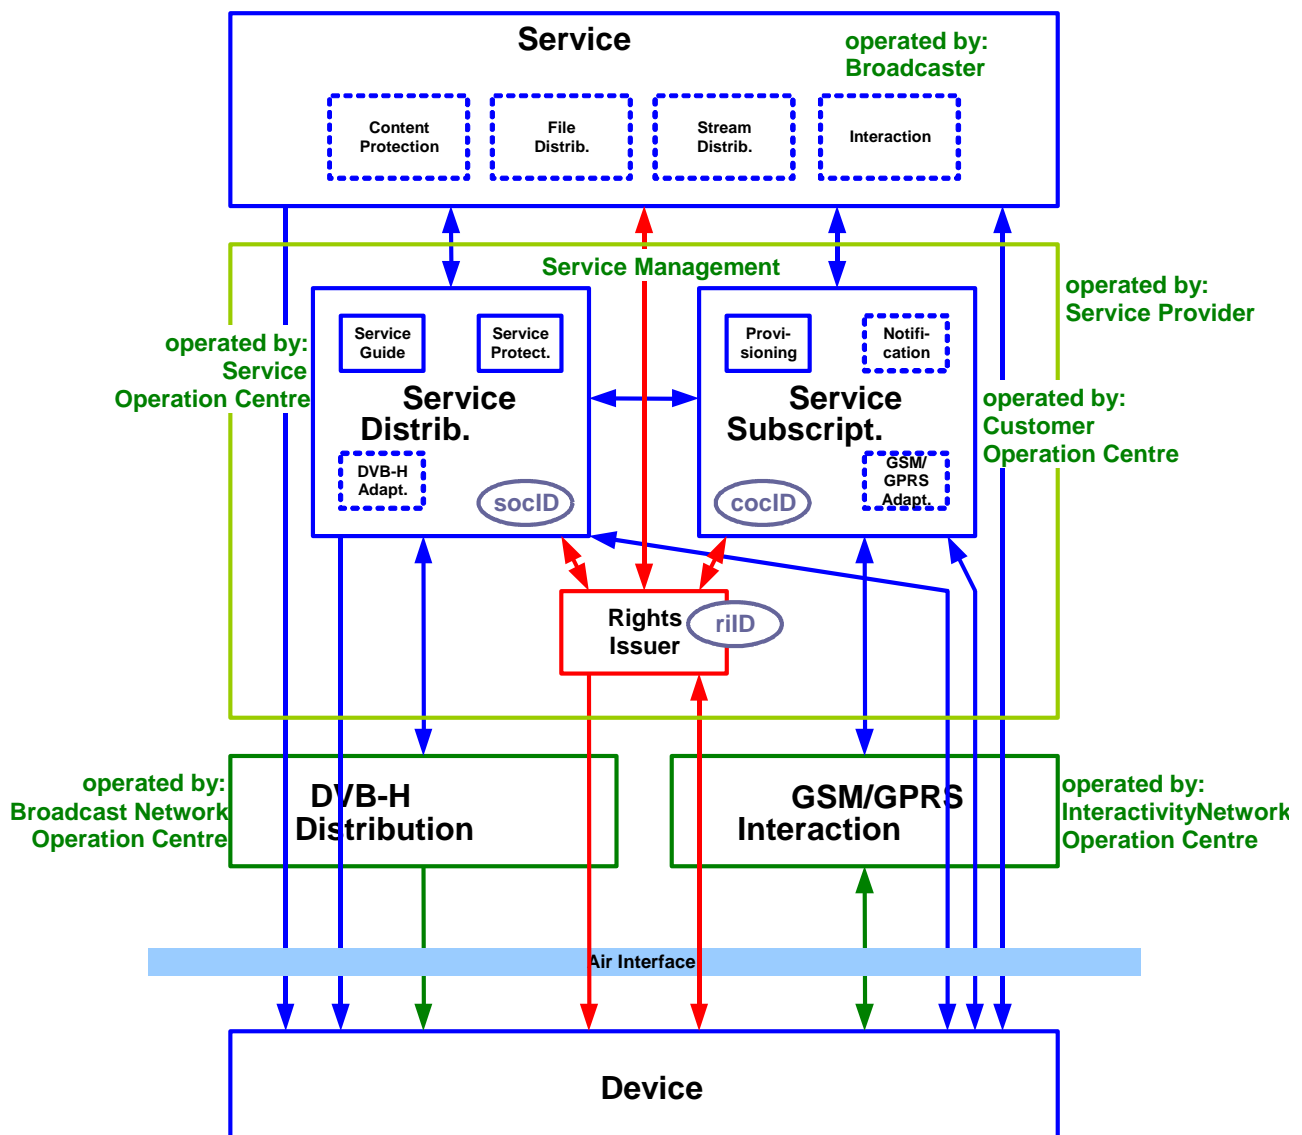 Service
operated by:
Broadcaster
Content
Protection
File
Distrib.
Stream
Distrib.
Interaction
Service Management
operated by:
Service Provider
operated by:
Service
Operation Centre
Service
Guide
Service
Protect.
Service
Distrib.
DVB-H
Adapt.
socID
Provi-
sioning
Notifi-
cation
Service
Subscript.
GSM/
GPRS
Adapt.
cocID
operated by:
Customer
Operation Centre
Rights
Issuer
riID
operated by:
Broadcast Network
Operation Centre
DVB-H
Distribution
GSM/GPRS
Interaction
operated by:
InteractivityNetwork
Operation Centre
Air Interface
Device